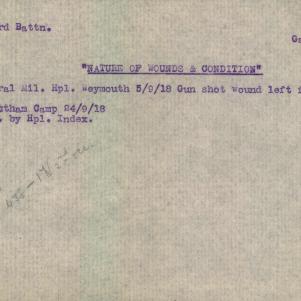 rd Battn.
"NATURE OF WOUNDS & CONDITION"
ral Mil. Hpl. Weymouth 5/9/18 Gun shot wound left
tham Camp 24/9/18
. by Hpl. Index.